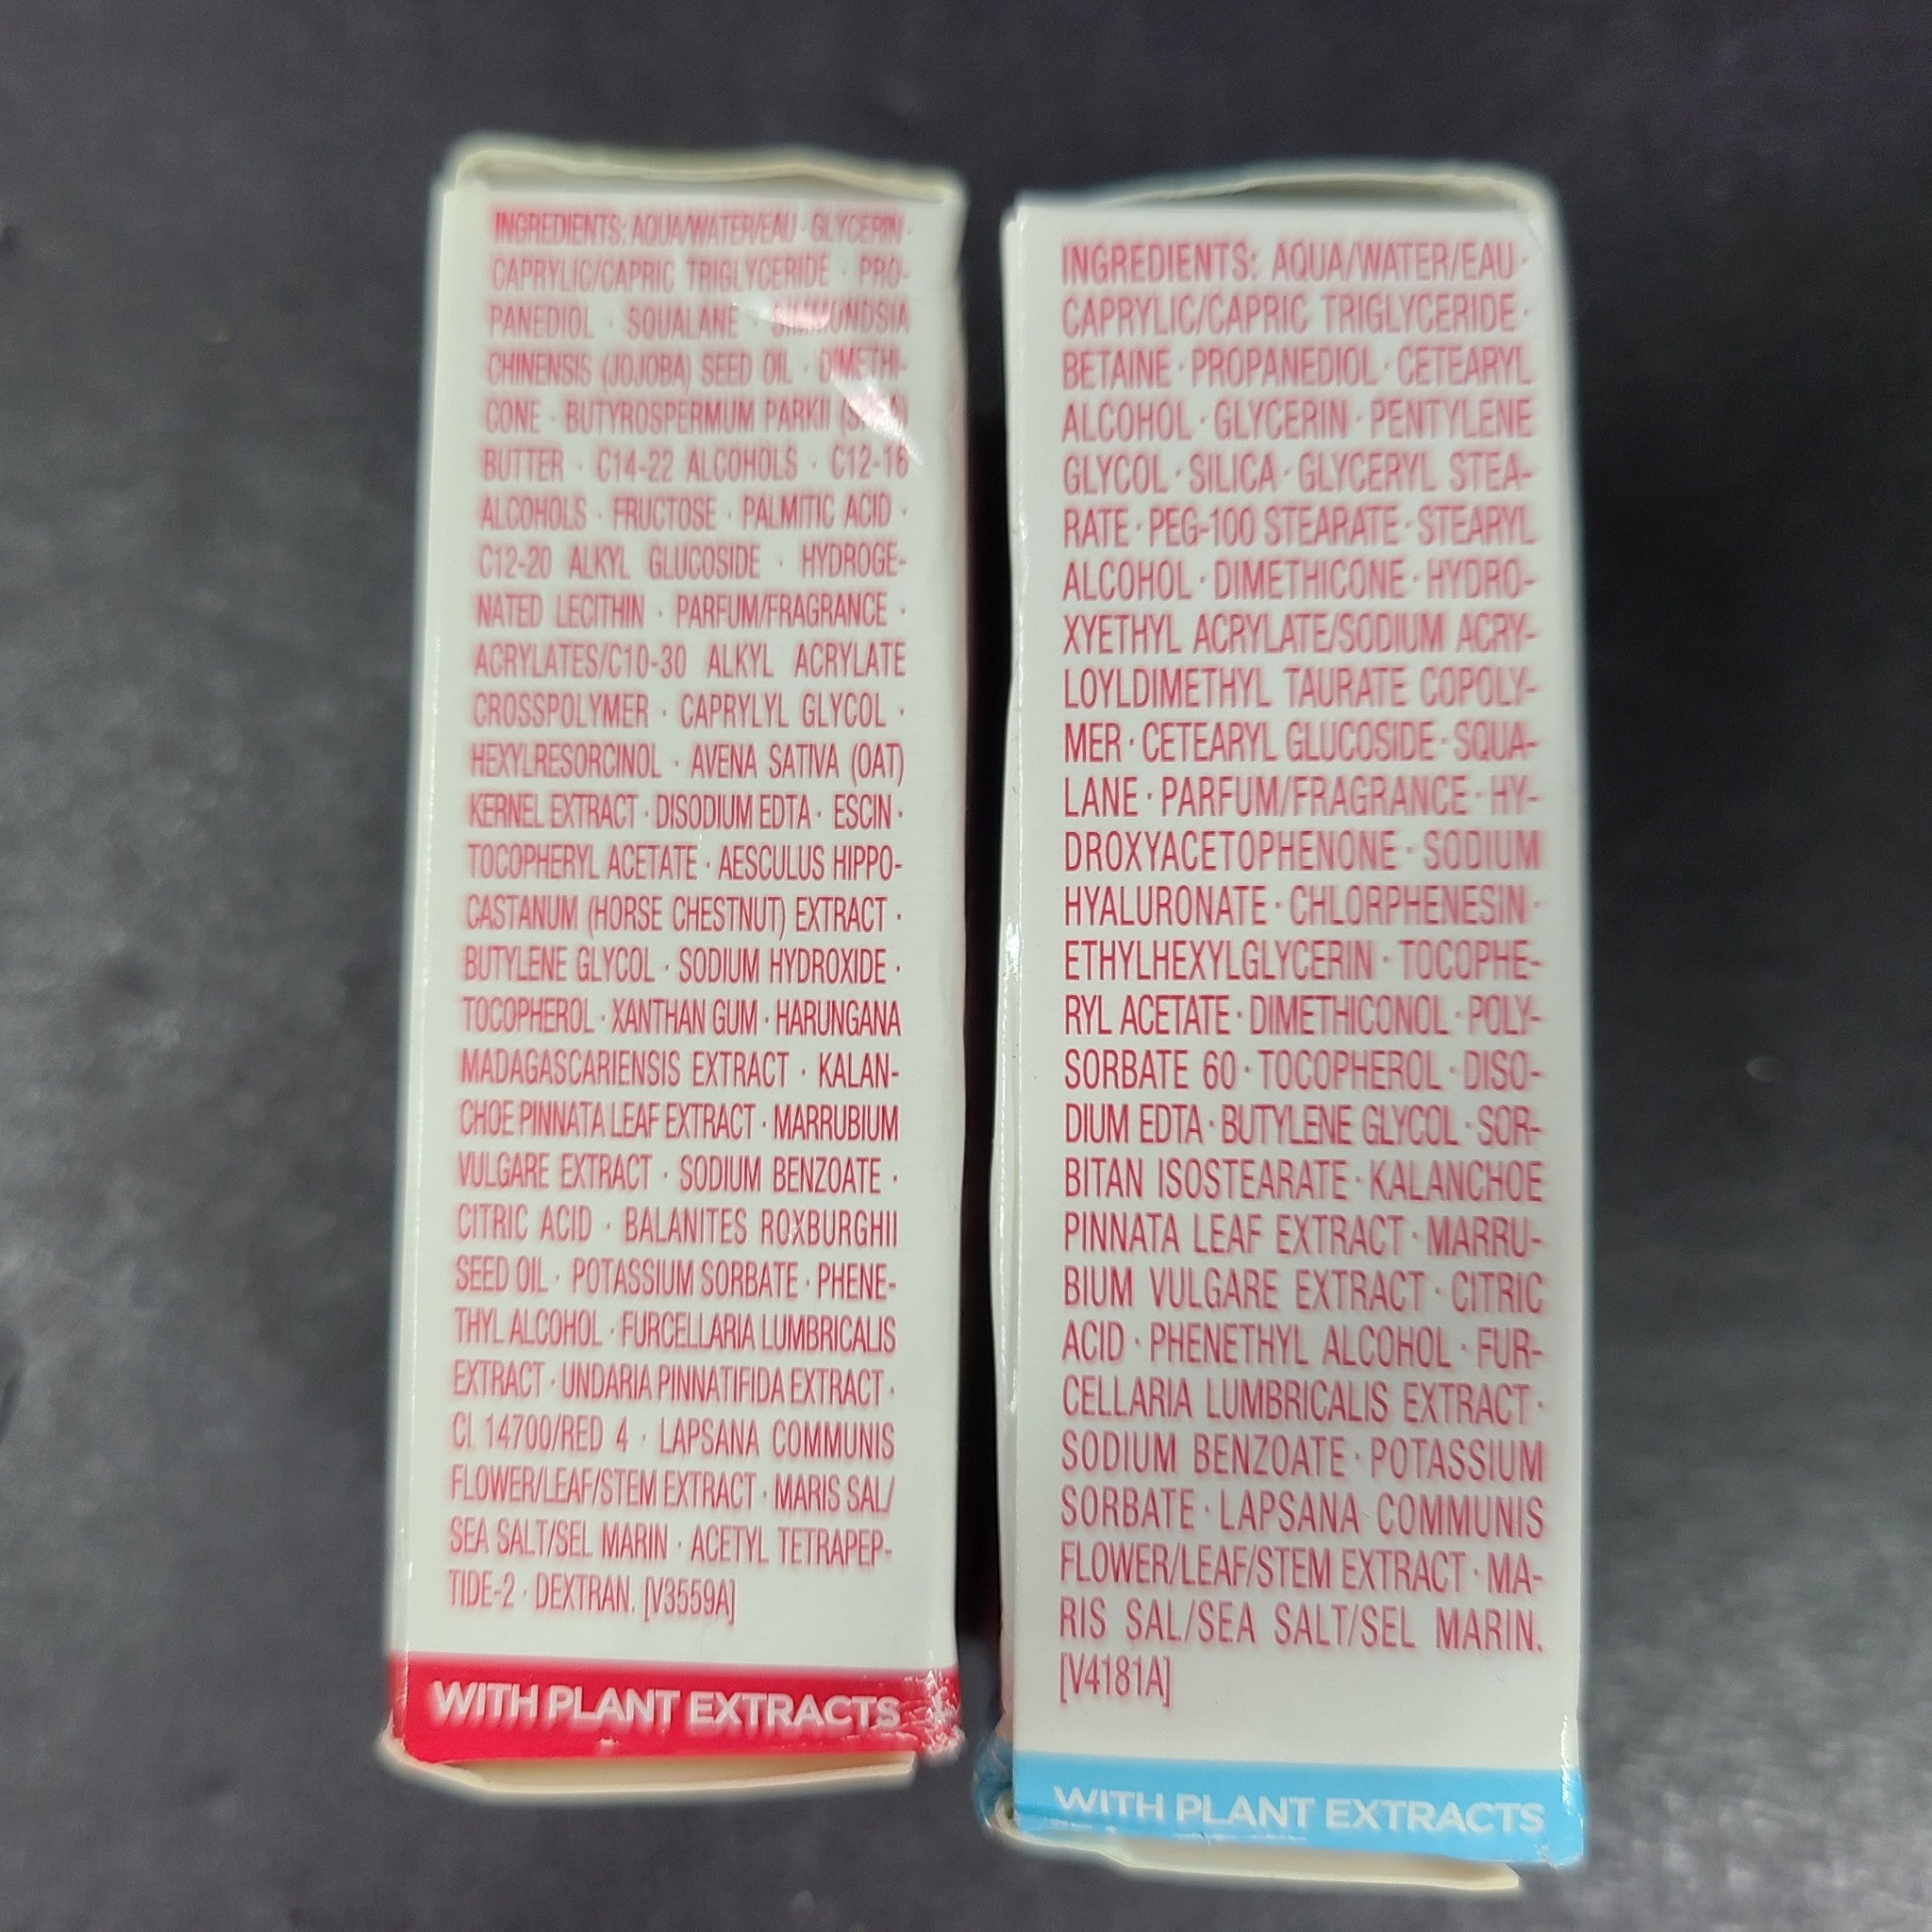 INGREDIENTS: AQUA/WATER/EAU · GLYCERIN ·
CAPRYLIC/CAPRIC TRIGLYCERIDE · PRO-
PANEDIOL · SQUALANE · SIMMONDSIA
CHINENSIS (JOJOBA) SEED OIL · DIMETHI-
CONE · BUTYROSPERMUM PARKII
BUTTER · C14-22 ALCOHOLS · C12-16
ALCOHOLS · FRUCTOSE · PALMITIC ACID ·
C12-20 ALKYL GLUCOSIDE · HYDROGE-
NATED LECITHIN · PARFUM/FRAGRANCE ·
ACRYLATES/C10-30 ALKYL ACRYLATE
CROSSPOLYMER · CAPRYLYL GLYCOL ·
HEXYLRESORCINOL · AVENA SATIVA (OAT)
KERNEL EXTRACT · DISODIUM EDTA · ESCIN ·
TOCOPHERYL ACETATE · AESCULUS HIPPO-
CASTANUM (HORSE CHESTNUT) EXTRACT ·
BUTYLENE GLYCOL · SODIUM HYDROXIDE ·
TOCOPHEROL · XANTHAN GUM · HARUNGANA
MADAGASCARIENSIS EXTRACT · KALAN-
CHOE PINNATA LEAF EXTRACT · MARRUBIUM
VULGARE EXTRACT · SODIUM BENZOATE ·
CITRIC ACID · BALANITES ROXBURGHII
SEED OIL · POTASSIUM SORBATE · PHENE-
THYL ALCOHOL · FURCELLARIA LUMBRICALIS
EXTRACT · UNDARIA PINNATIFIDA EXTRACT ·
CI 14700/RED 4 · LAPSANA COMMUNIS
FLOWER/LEAF/STEM EXTRACT · MARIS SAL/
SEA SALT/SEL MARIN · ACETYL TETRAPEP-
TIDE-2 · DEXTRAN. [V3559A]
WITH PLANT EXTRACTS
INGREDIENTS: AQUA/WATER/EAU ·
CAPRYLIC/CAPRIC TRIGLYCERIDE ·
BETAINE · PROPANEDIOL · CETEARYL
ALCOHOL · GLYCERIN · PENTYLENE
GLYCOL · SILICA · GLYCERYL STEA-
RATE · PEG-100 STEARATE · STEARYL
ALCOHOL · DIMETHICONE · HYDRO-
XYETHYL ACRYLATE/SODIUM ACRY-
LOYLDIMETHYL TAURATE COPOLY-
MER · CETEARYL GLUCOSIDE · SQUA-
LANE · PARFUM/FRAGRANCE · HY-
DROXYACETOPHENONE · SODIUM
HYALURONATE · CHLORPHENESIN ·
ETHYLHEXYLGLYCERIN · TOCOPHE-
RYL ACETATE · DIMETHICONOL · POLY-
SORBATE 60 · TOCOPHEROL · DISO-
DIUM EDTA · BUTYLENE GLYCOL · SOR-
BITAN ISOSTEARATE · KALANCHOE
PINNATA LEAF EXTRACT · MARRU-
BIUM VULGARE EXTRACT · CITRIC
ACID · PHENETHYL ALCOHOL · FUR-
CELLARIA LUMBRICALIS EXTRACT ·
SODIUM BENZOATE · POTASSIUM
SORBATE · LAPSANA COMMUNIS
FLOWER/LEAF/STEM EXTRACT · MA-
RIS SAL/SEA SALT/SEL MARIN.
[V4181A]
WITH PLANT EXTRACTS